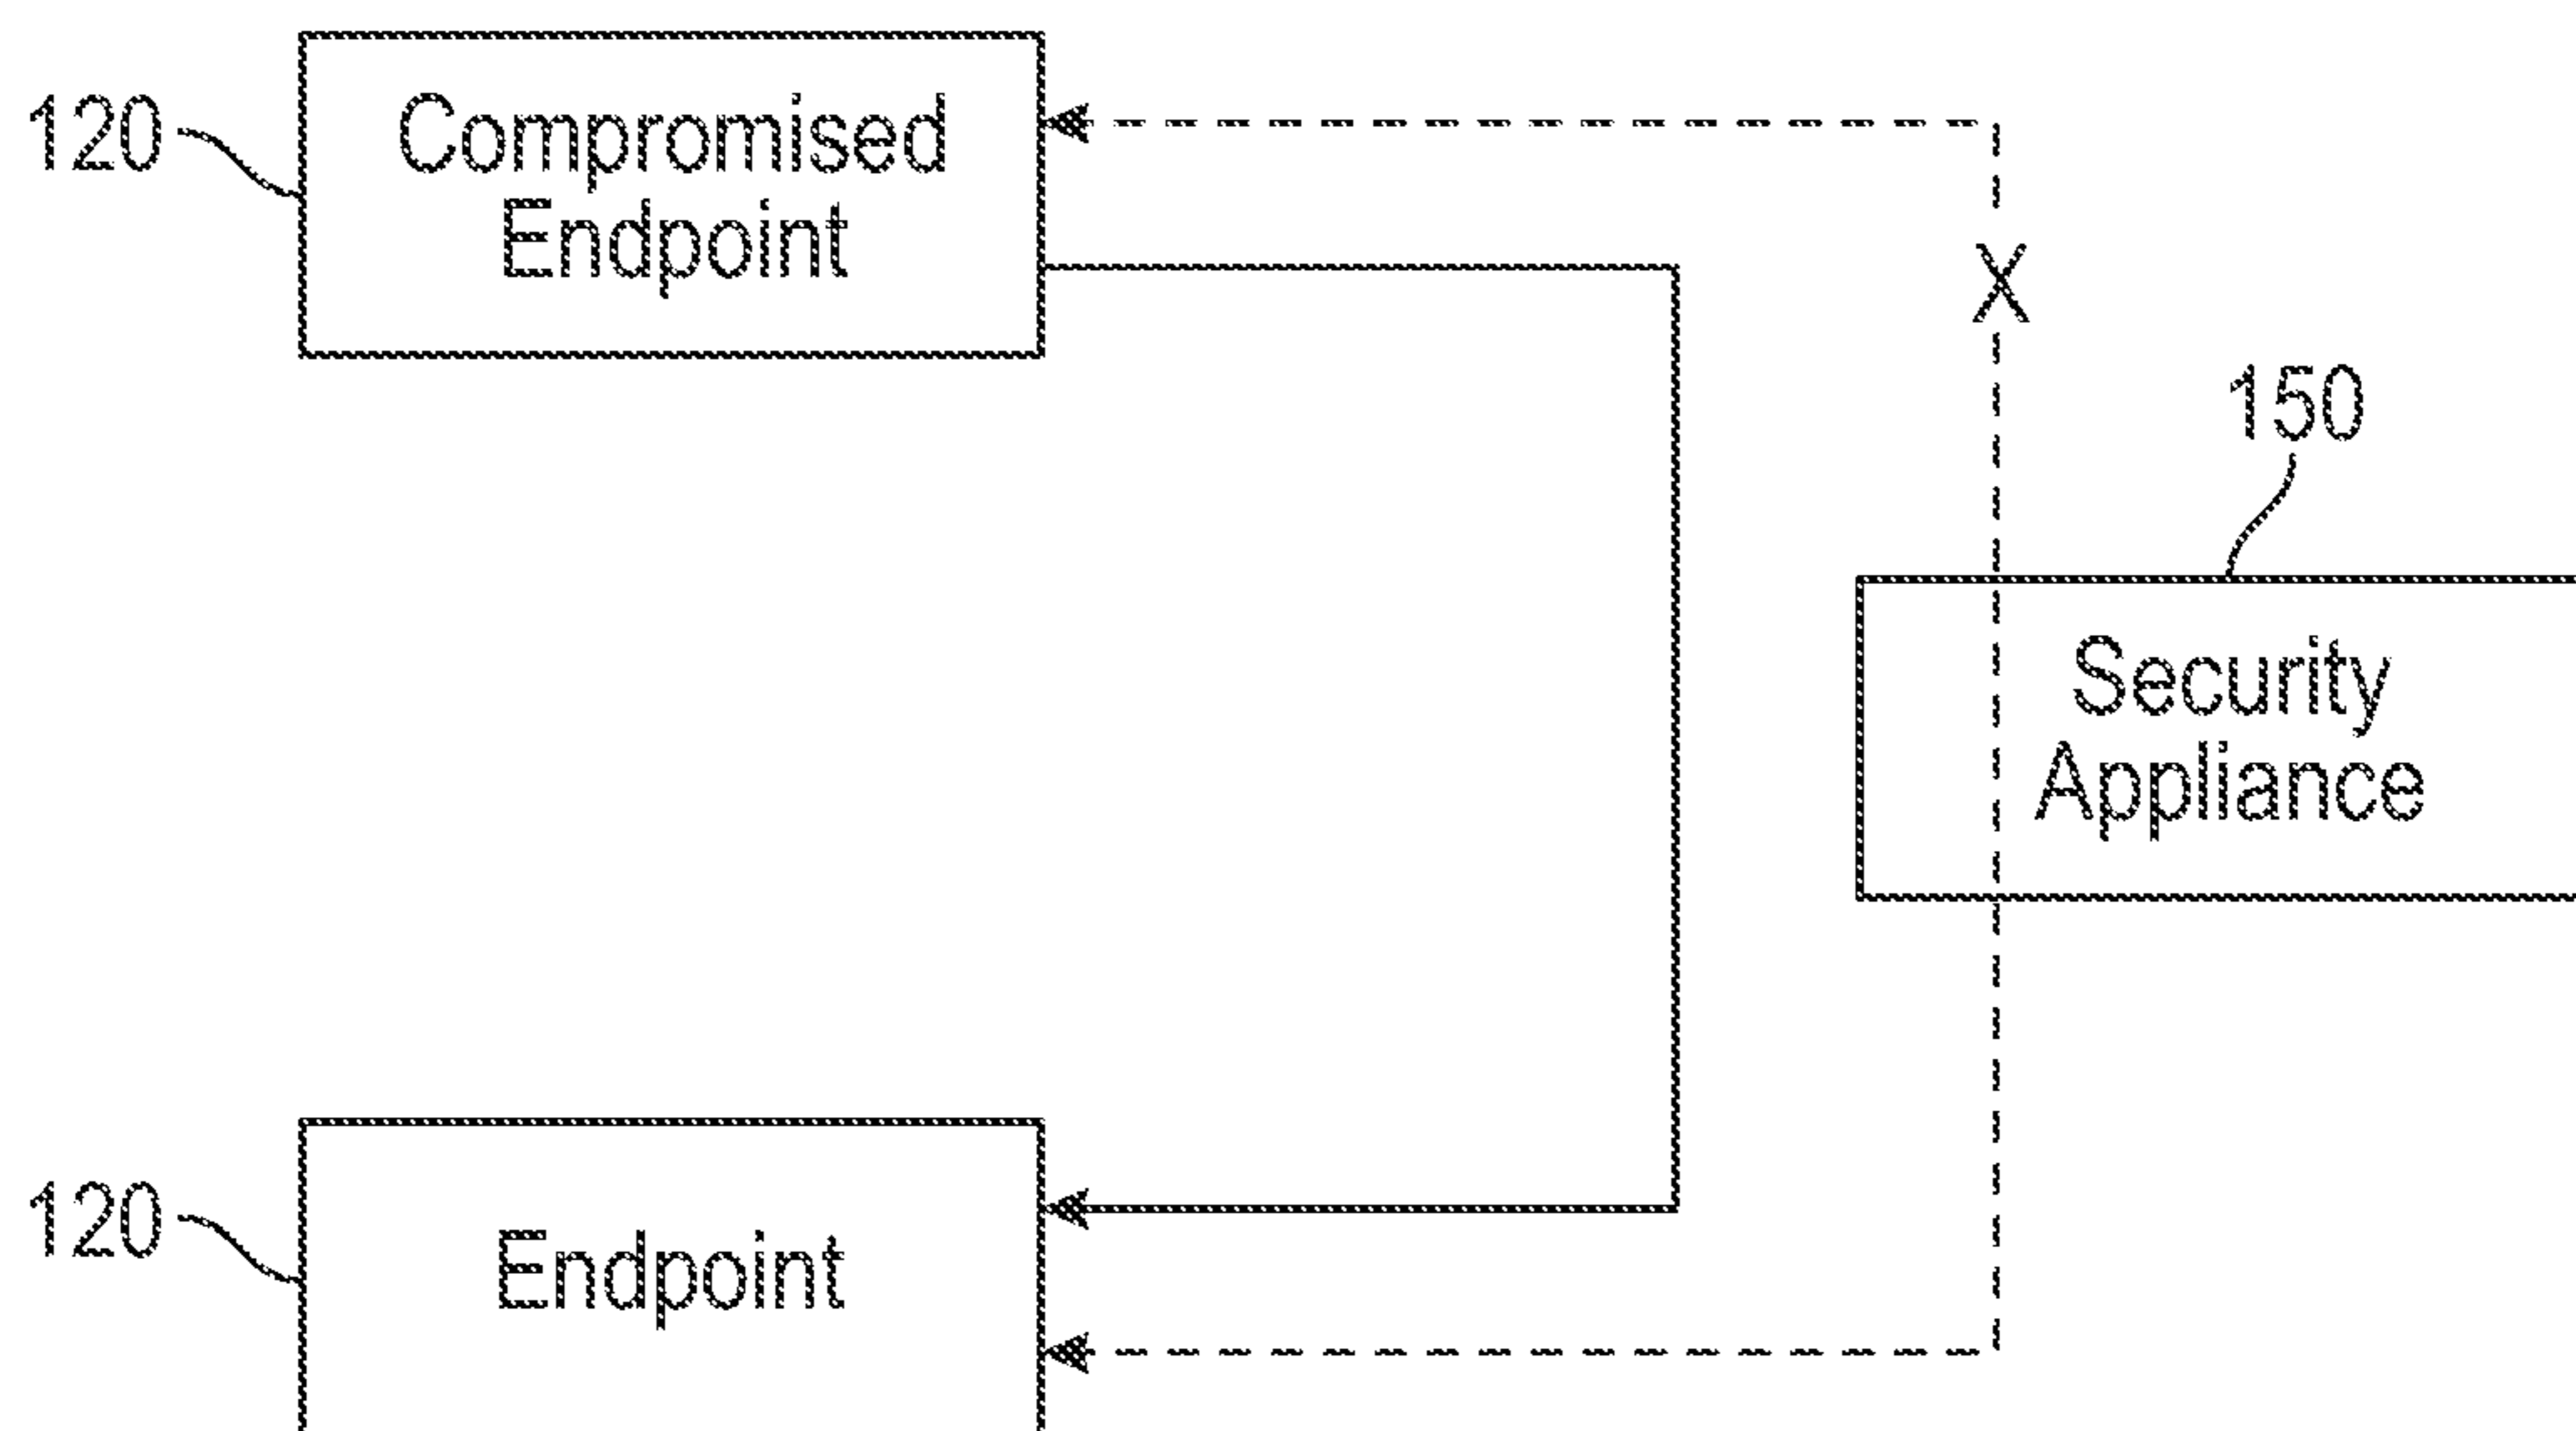 120
Compromised
Endpoint
X
150
Security
Appliance
120
Endpoint